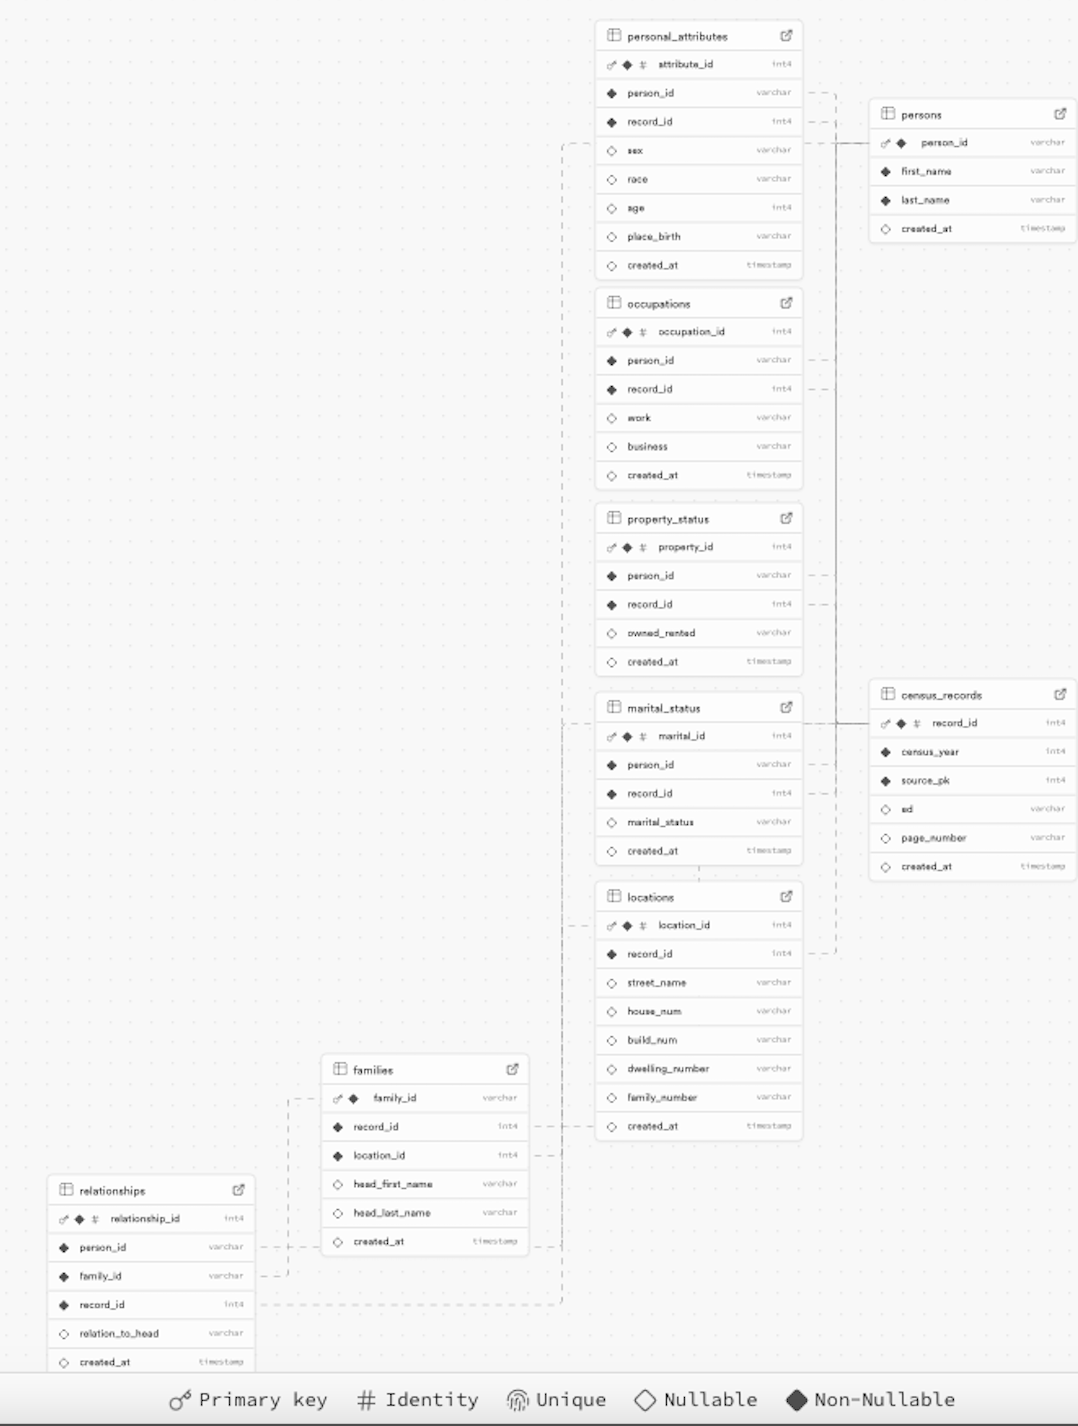 personal_attributes
attribute_id int4
person_id varchar
record_id int4
sex varchar
race varchar
age int4
place_birth varchar
created_at timestamp
persons
person_id varchar
first_name varchar
last_name varchar
created_at timestamp
occupations
occupation_id int4
person_id varchar
record_id int4
work varchar
business varchar
created_at timestamp
property_status
property_id int4
person_id varchar
record_id int4
owned_rented varchar
created_at timestamp
marital_status
marital_id int4
person_id varchar
record_id int4
marital_status varchar
created_at timestamp
census_records
record_id int4
census_year int4
source_pk int4
ed varchar
page_number varchar
created_at timestamp
locations
location_id int4
record_id int4
street_name varchar
house_num varchar
build_num varchar
dwelling_number varchar
family_number varchar
created_at timestamp
families
family_id varchar
record_id int4
location_id int4
head_first_name varchar
head_last_name varchar
created_at timestamp
relationships
relationship_id int4
person_id varchar
family_id varchar
record_id int4
relation_to_head varchar
created_at timestamp
Primary key # Identity Unique Nullable Non-Nullable